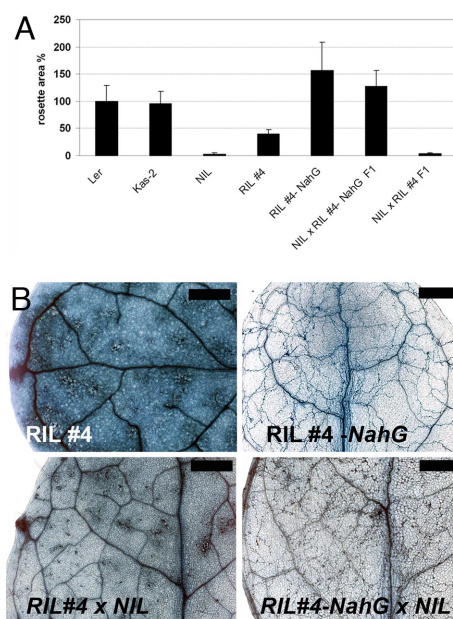 A
rosette area %
250
200
150
100
50
0
Ler
Kas-2
NIL
RIL #4
RIL #4- NahG
NIL x RIL #4- NahG F1
NIL x RIL #4 F1
B
RIL #4
RIL #4 -NahG
RIL#4 x NIL
RIL#4-NahG x NIL